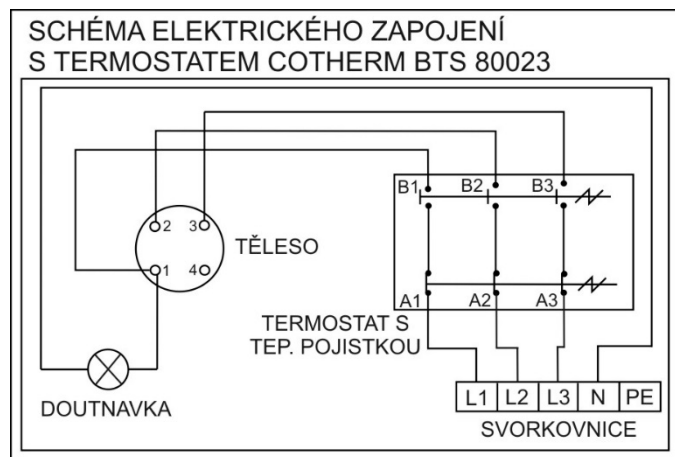 SCHÉMA ELEKTRICKÉHO ZAPOJENÍ
S TERMOSTATEM COTHERM BTS 80023
B1 B2 B3
2 3
TĚLESO
1 4
A1 A2 A3
TERMOSTAT S
TEP. POJISTKOU
L1 L2 L3 N PE
DOUTNAVKA
SVORKOVNICE